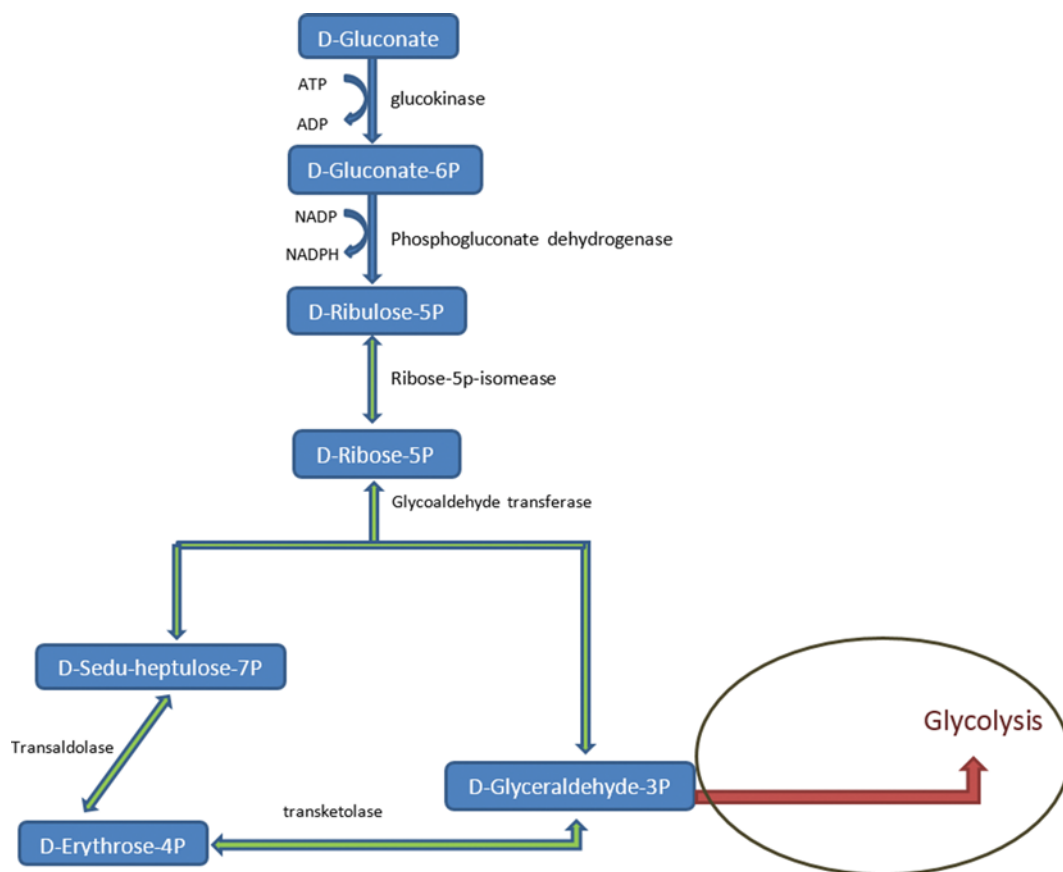 D-Gluconate
ATP
glucokinase
ADP
D-Gluconate-6P
NADP
Phosphogluconate dehydrogenase
NADPH
D-Ribulose-5P
Ribose-5p-isomease
D-Ribose-5P
Glycoaldehyde transferase
D-Sedu-heptulose-7P
Glycolysis
Transaldolase
D-Glyceraldehyde-3P
transketolase
D-Erythrose-4P